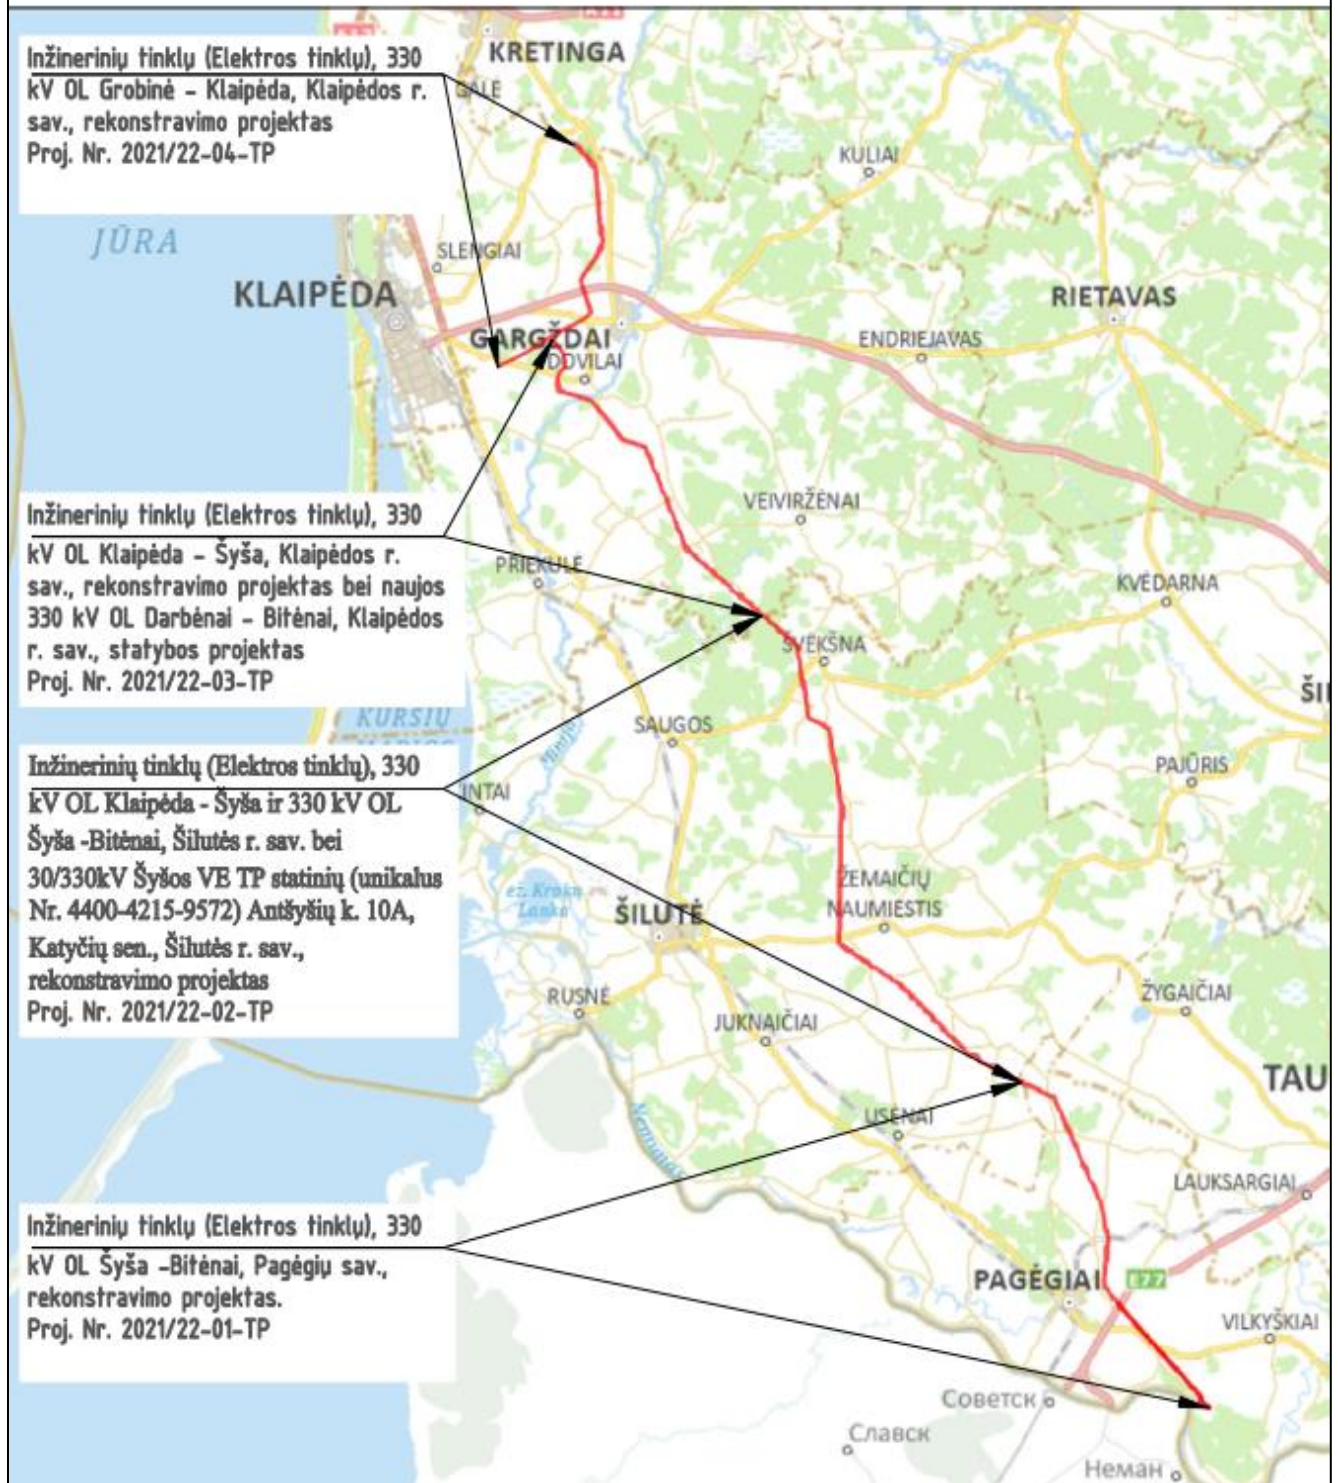 KRETINGA
Inžinerinių tinklų (Elektros tinklų), 330
kV OL Grobinė – Klaipėda, Klaipėdos r.
sav., rekonstravimo projektas
Proj. Nr. 2021/22-04-TP
KULIAI
JŪRA
SLENGIAI
KLAIPĖDA
RIETAVAS
GARGŽDAI
ENDRIEJAVAS
DOVILAI
VEIVIRŽĖNAI
Inžinerinių tinklų (Elektros tinklų), 330
kV OL Klaipėda – Šyša, Klaipėdos r.
sav., rekonstravimo projektas bei naujos
330 kV OL Darbėnai – Bitėnai, Klaipėdos
r. sav., statybos projektas
Proj. Nr. 2021/22-03-TP
PRIEKULĖ
KVĖDARNA
ŠVĖKŠNA
KURŠIŲ
SAUGOS
PAJŪRIS
Inžinerinių tinklų (Elektros tinklų), 330
kV OL Klaipėda - Šyša ir 330 kV OL
Šyša -Bitėnai, Šilutės r. sav. bei
30/330kV Šyšos VE TP statinių (unikalus
Nr. 4400-4215-9572) Antšyšių k. 10A,
Katyčių sen., Šilutės r. sav.,
rekonstravimo projektas
Proj. Nr. 2021/22-02-TP
INTAI
Minija
ež. Krokų
Lanka
ŠILUTĖ
ŽEMAIČIŲ
NAUMIESTIS
RUSNĖ
JUKNAIČIAI
ŽYGAIČIAI
TAU
Nemunas
USĖNAI
LAUKSARGIAI
Inžinerinių tinklų (Elektros tinklų), 330
kV OL Šyša –Bitėnai, Pagėgių sav.,
rekonstravimo projektas.
Proj. Nr. 2021/22-01-TP
PAGĖGIAI
E77
VILKYŠKIAI
Советск
Славск
Неман